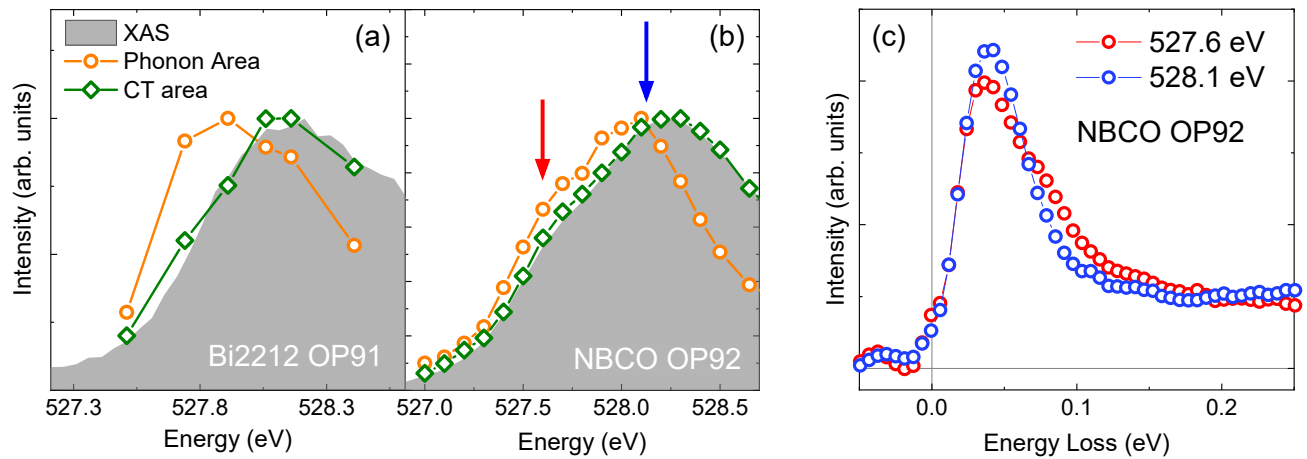 XAS
Phonon Area
CT area
(a)
(b)
(c)
527.6 eV
528.1 eV
NBCO OP92
Bi2212 OP91
NBCO OP92
Intensity (arb. units)
Intensity (arb. units)
527.3 527.8 528.3
527.0 527.5 528.0 528.5
0.0 0.1 0.2
Energy (eV)
Energy (eV)
Energy Loss (eV)